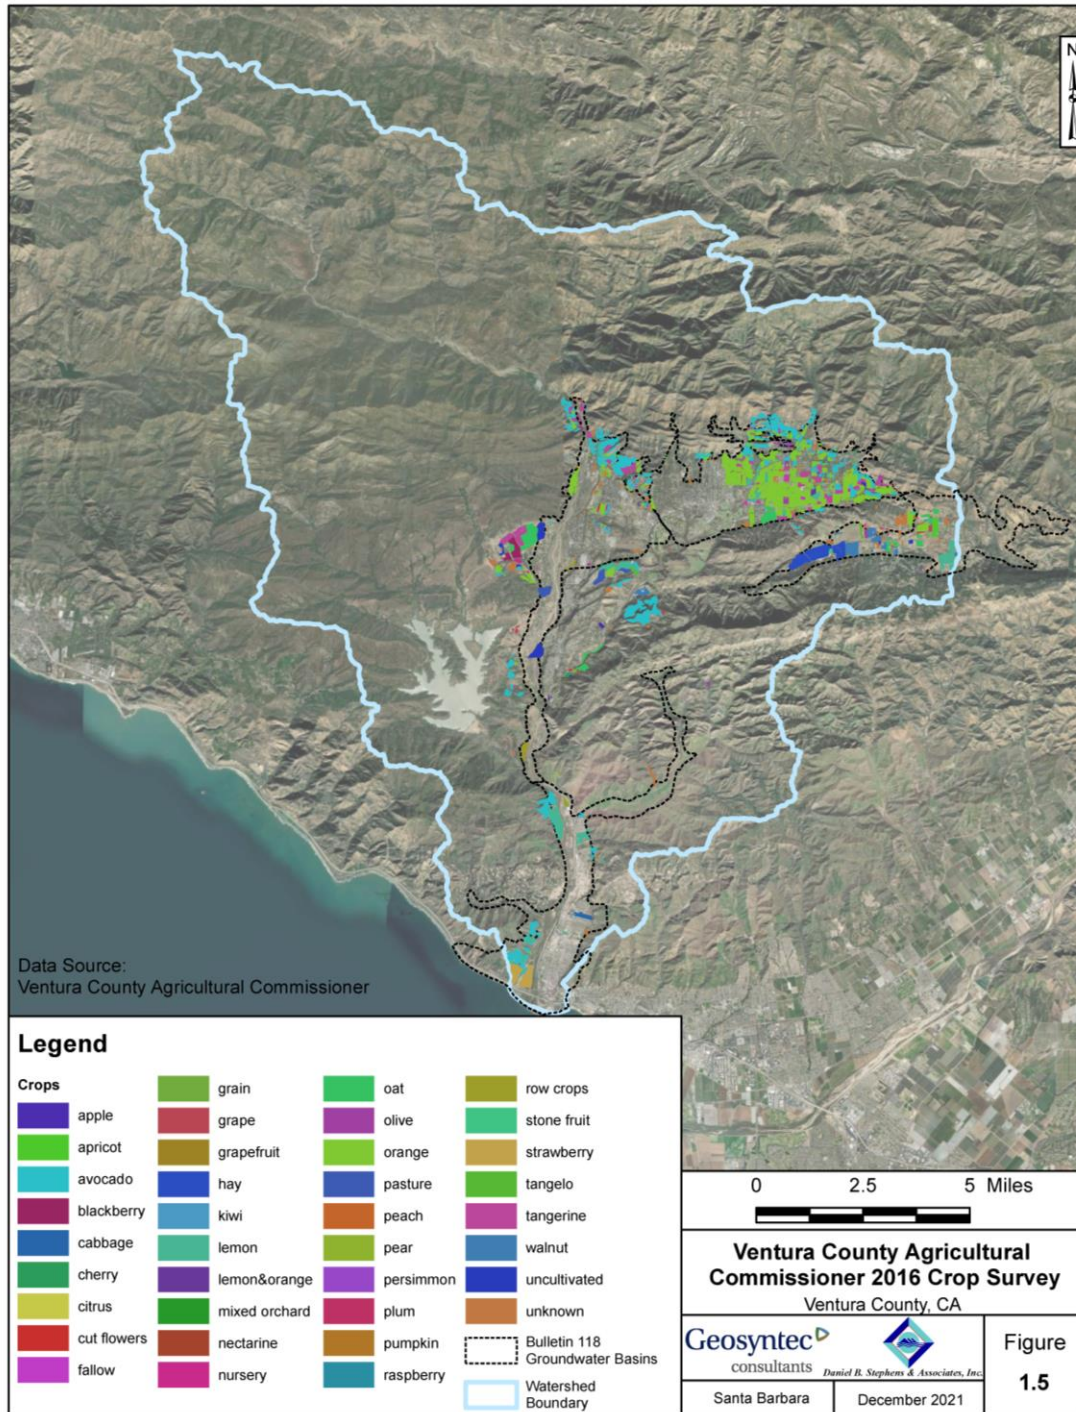 N
Data Source:
Ventura County Agricultural Commissioner
Legend
Crops
apple
apricot
avocado
blackberry
cabbage
cherry
citrus
cut flowers
fallow
grain
grape
grapefruit
hay
kiwi
lemon
lemon&orange
mixed orchard
nectarine
nursery
oat
olive
orange
pasture
peach
pear
persimmon
plum
pumpkin
raspberry
row crops
stone fruit
strawberry
tangelo
tangerine
walnut
uncultivated
unknown
Bulletin 118
Groundwater Basins
Watershed
Boundary
0 2.5 5 Miles
Ventura County Agricultural
Commissioner 2016 Crop Survey
Ventura County, CA
Geosyntec
consultants
Daniel B. Stephens & Associates, Inc.
Santa Barbara
December 2021
Figure
1.5